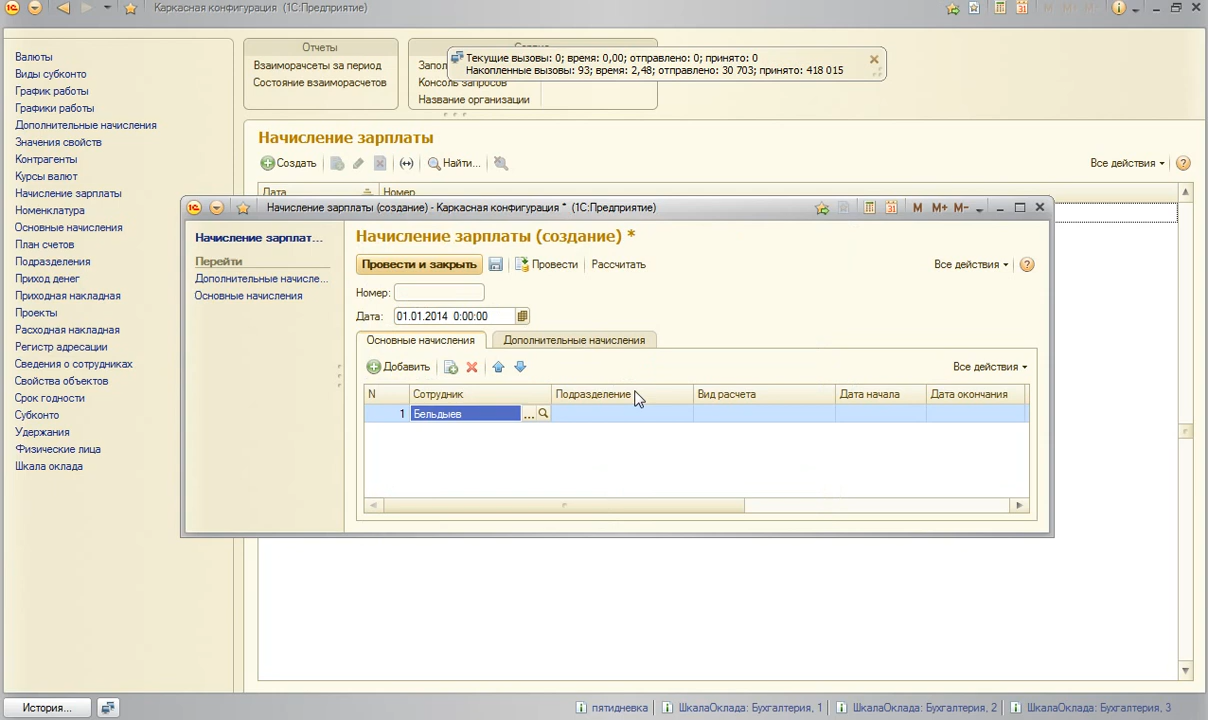 Каркасная конфигурация (1С:Предприятие)
M M+ M-
Валюты
Виды субконто
График работы
Графики работы
Дополнительные начисления
Значения свойств
Контрагенты
Курсы валют
Начисление зарплаты
Номенклатура
Основные начисления
План счетов
Подразделения
Приход денег
Приходная накладная
Проекты
Расходная накладная
Регистр адресации
Сведения о сотрудниках
Свойства объектов
Срок годности
Субконто
Удержания
Физические лица
Шкала оклада
Отчеты
Взаиморасчеты за период
Состояние взаиморасчетов
Консоль запросов
Название организации
Текущие вызовы: 0; время: 0,00; отправлено: 0; принято: 0
Накопленные вызовы: 93; время: 2,48; отправлено: 30 703; принято: 418 015
Начисление зарплаты
Создать
Найти...
Все действия
Дата
Номер
Начисление зарплаты (создание) - Каркасная конфигурация * (1С:Предприятие)
M M+ M-
Начисление зарплат...
Перейти
Дополнительные начисле...
Основные начисления
Начисление зарплаты (создание) *
Провести и закрыть
Провести
Рассчитать
Все действия
Номер:
Дата: 01.01.2014 0:00:00
Основные начисления
Дополнительные начисления
Добавить
Все действия
N Сотрудник Подразделение Вид расчета Дата начала Дата окончания
1 Бельдыев
История...
пятидневка
ШкалаОклада: Бухгалтерия, 1
ШкалаОклада: Бухгалтерия, 2
ШкалаОклада: Бухгалтерия, 3